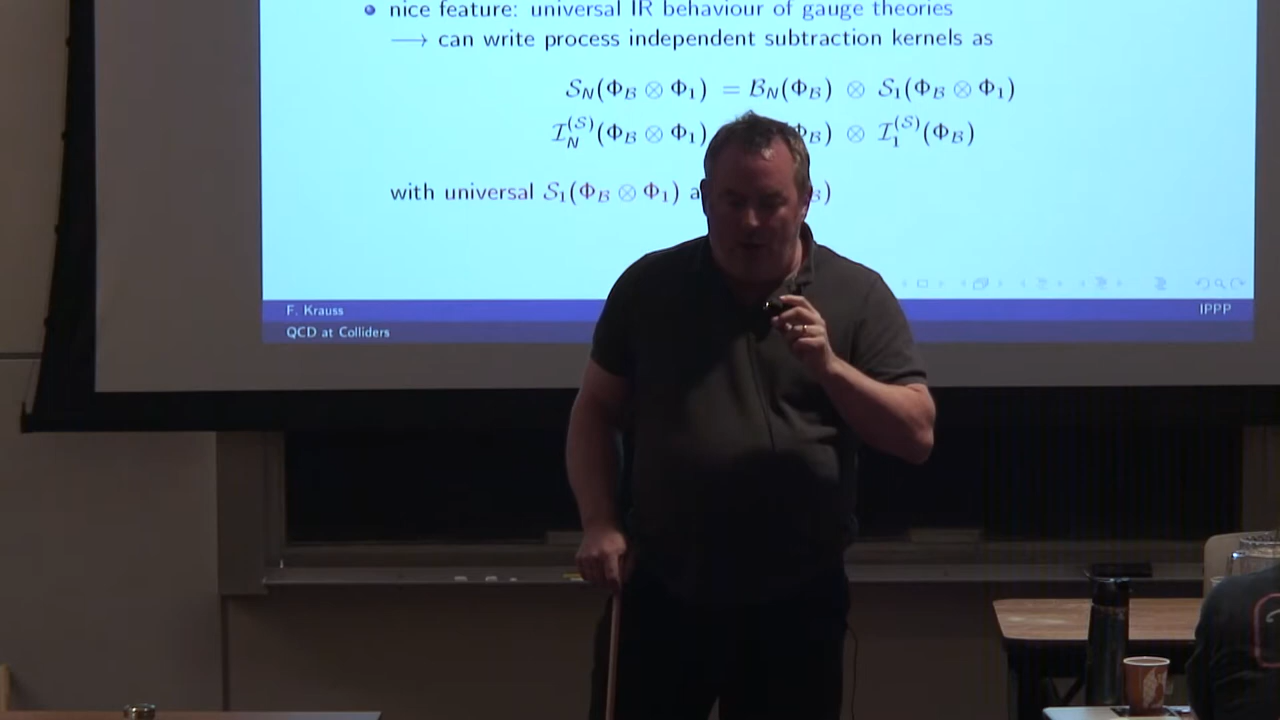 nice feature: universal IR behaviour of gauge theories
⟶ can write process independent subtraction kernels as
𝒮_N(Φ_ℬ ⊗ Φ_1) = ℬ_N(Φ_ℬ) ⊗ 𝒮_1(Φ_ℬ ⊗ Φ_1)
ℐ_N^(𝒮)(Φ_ℬ ⊗ Φ_1) Φ_ℬ) ⊗ ℐ_1^(𝒮)(Φ_ℬ)
with universal 𝒮_1(Φ_ℬ ⊗ Φ_1)
F. Krauss IPPP
QCD at Colliders